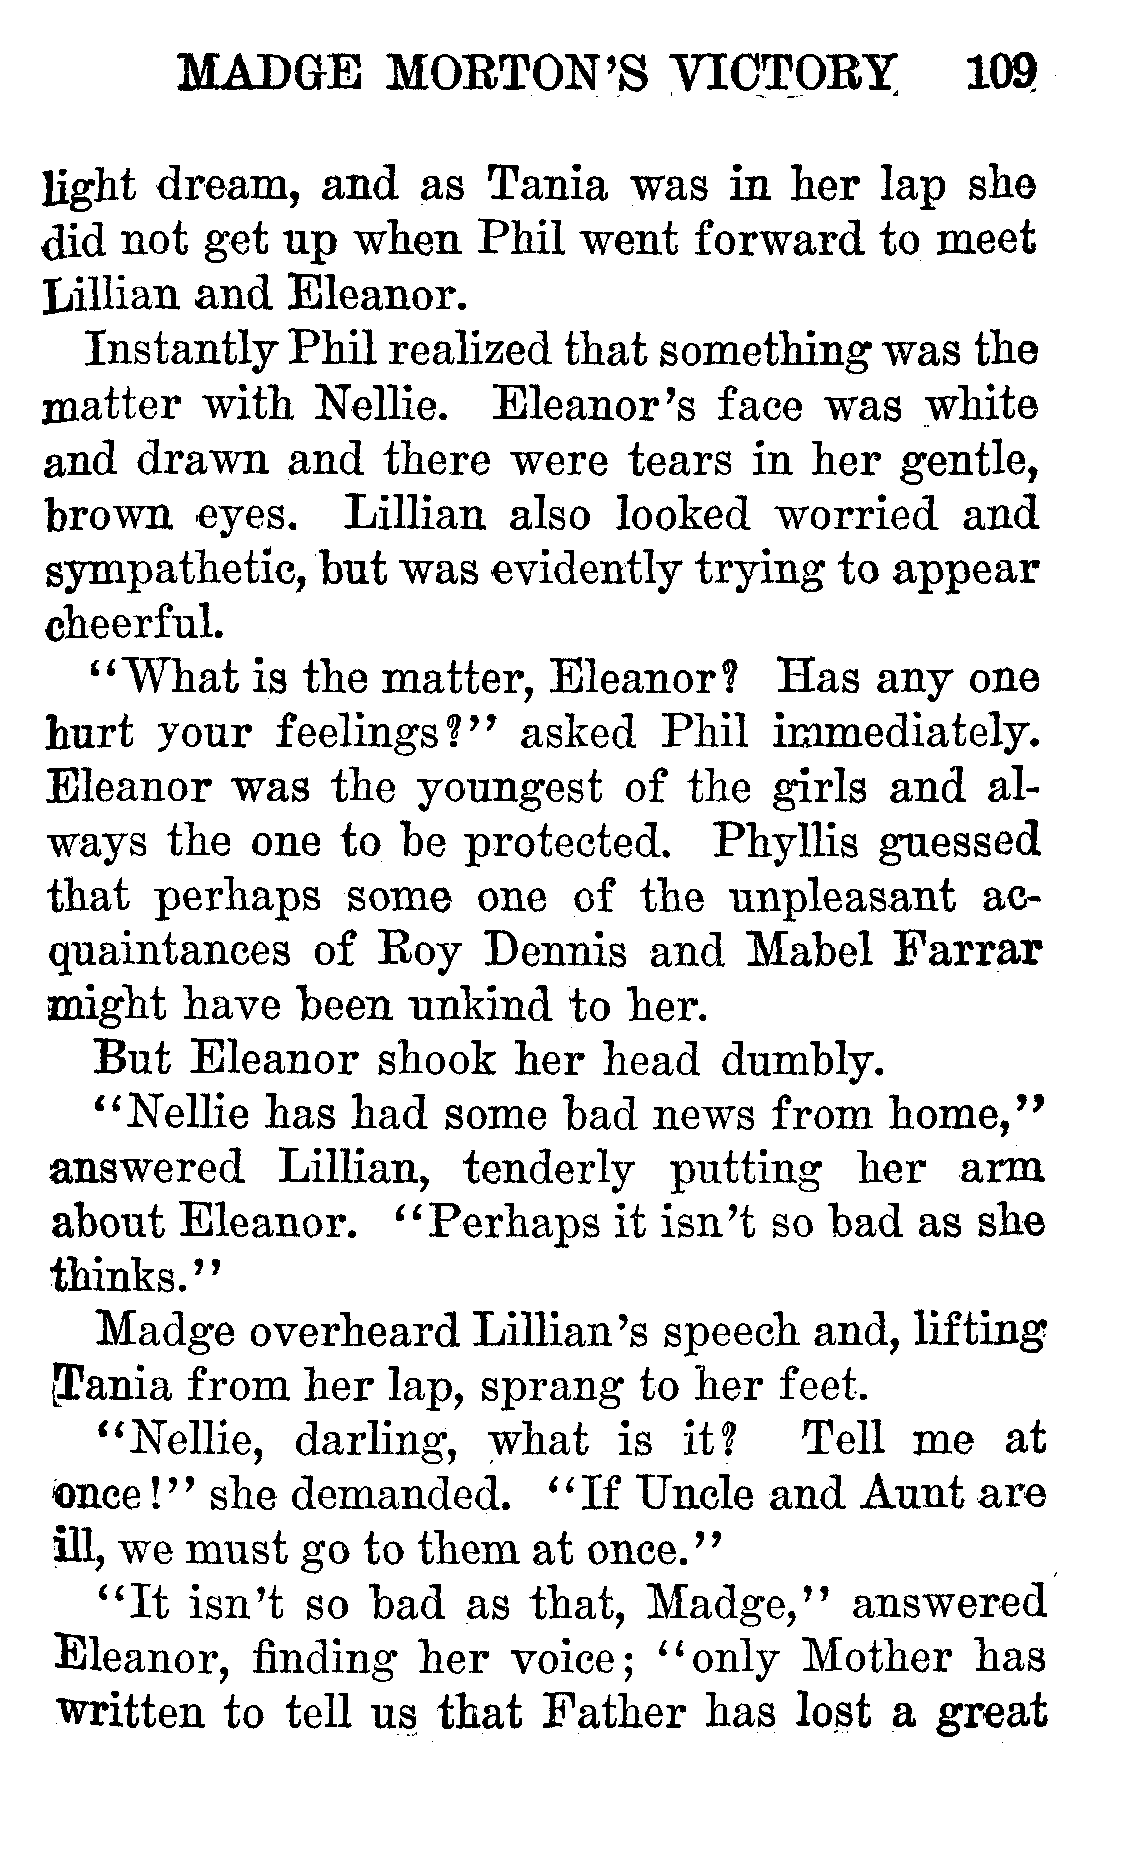 MADGE MORTON'S VICTORY 109
light dream, and as Tania was in her lap she
did not get up when Phil went forward to meet
Lillian and Eleanor.
Instantly Phil realized that something was the
matter with Nellie. Eleanor's face was white
and drawn and there were tears in her gentle,
brown eyes. Lillian also looked worried and
sympathetic, but was evidently trying to appear
cheerful.
"What is the matter, Eleanor? Has any one
hurt your feelings?" asked Phil immediately.
Eleanor was the youngest of the girls and al-
ways the one to be protected. Phyllis guessed
that perhaps some one of the unpleasant ac-
quaintances of Roy Dennis and Mabel Farrar
might have been unkind to her.
But Eleanor shook her head dumbly.
"Nellie has had some bad news from home,"
answered Lillian, tenderly putting her arm
about Eleanor. "Perhaps it isn't so bad as she
thinks."
Madge overheard Lillian's speech and, lifting
Tania from her lap, sprang to her feet.
"Nellie, darling, what is it? Tell me at
once!" she demanded. "If Uncle and Aunt are
ill, we must go to them at once."
"It isn't so bad as that, Madge," answered
Eleanor, finding her voice; "only Mother has
written to tell us that Father has lost a great